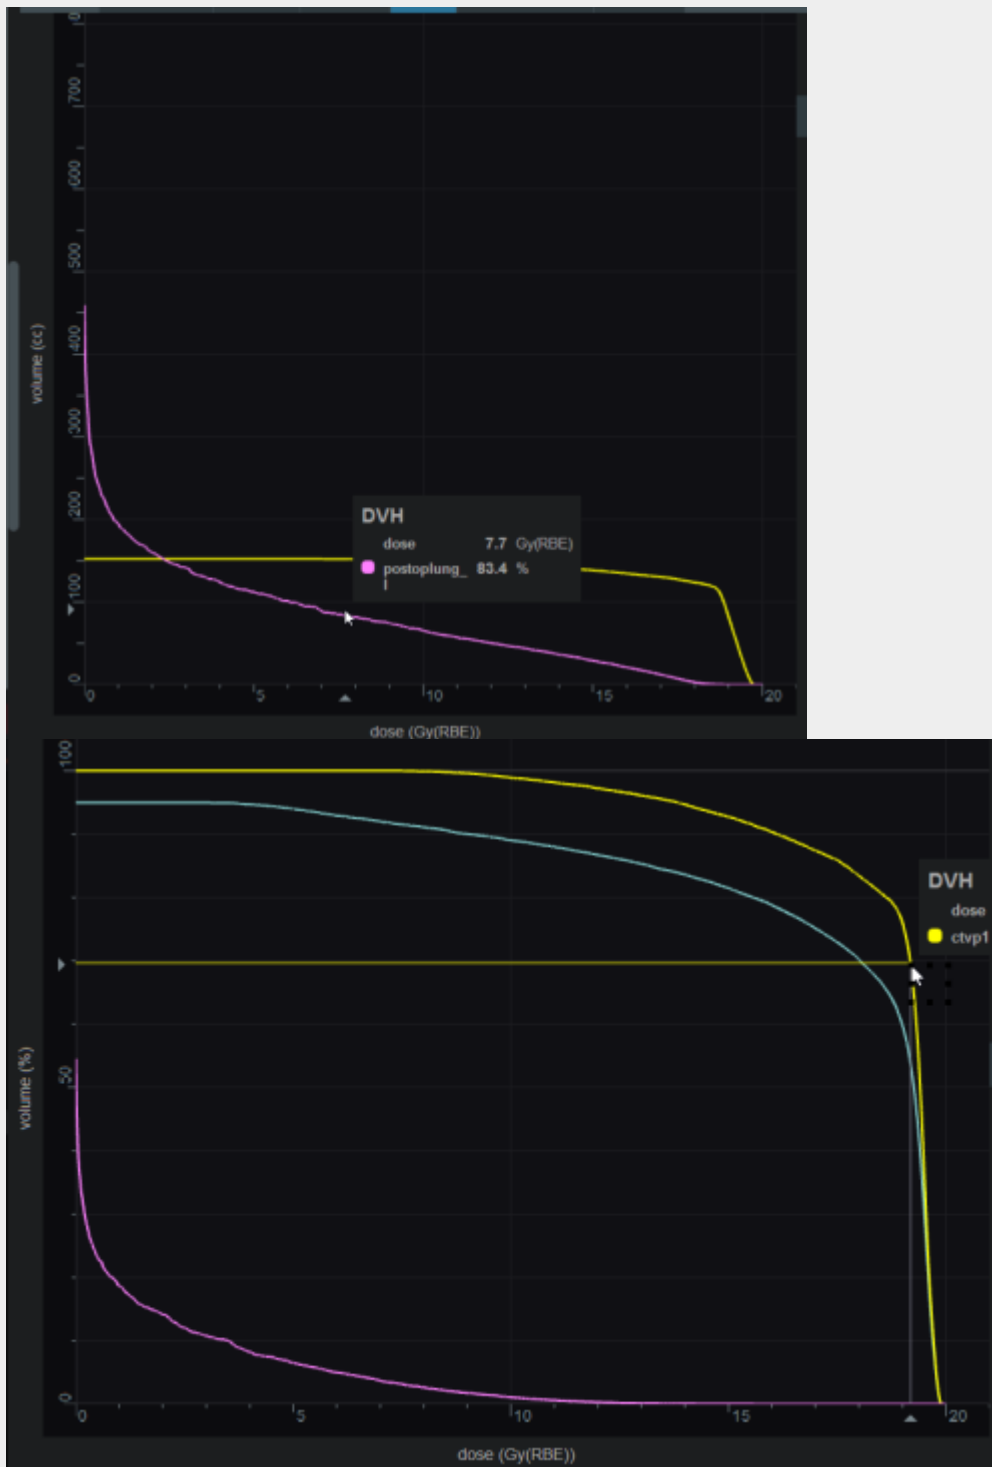 800
700
600
500
400
300
200
100
0
volume (cc)
DVH
dose 7.7 Gy(RBE)
postoplung_ 83.4 %
l
0 5 10 15 20
dose (Gy(RBE))
100
50
0
volume (%)
DVH
dose
ctvp1
0 5 10 15 20
dose (Gy(RBE))